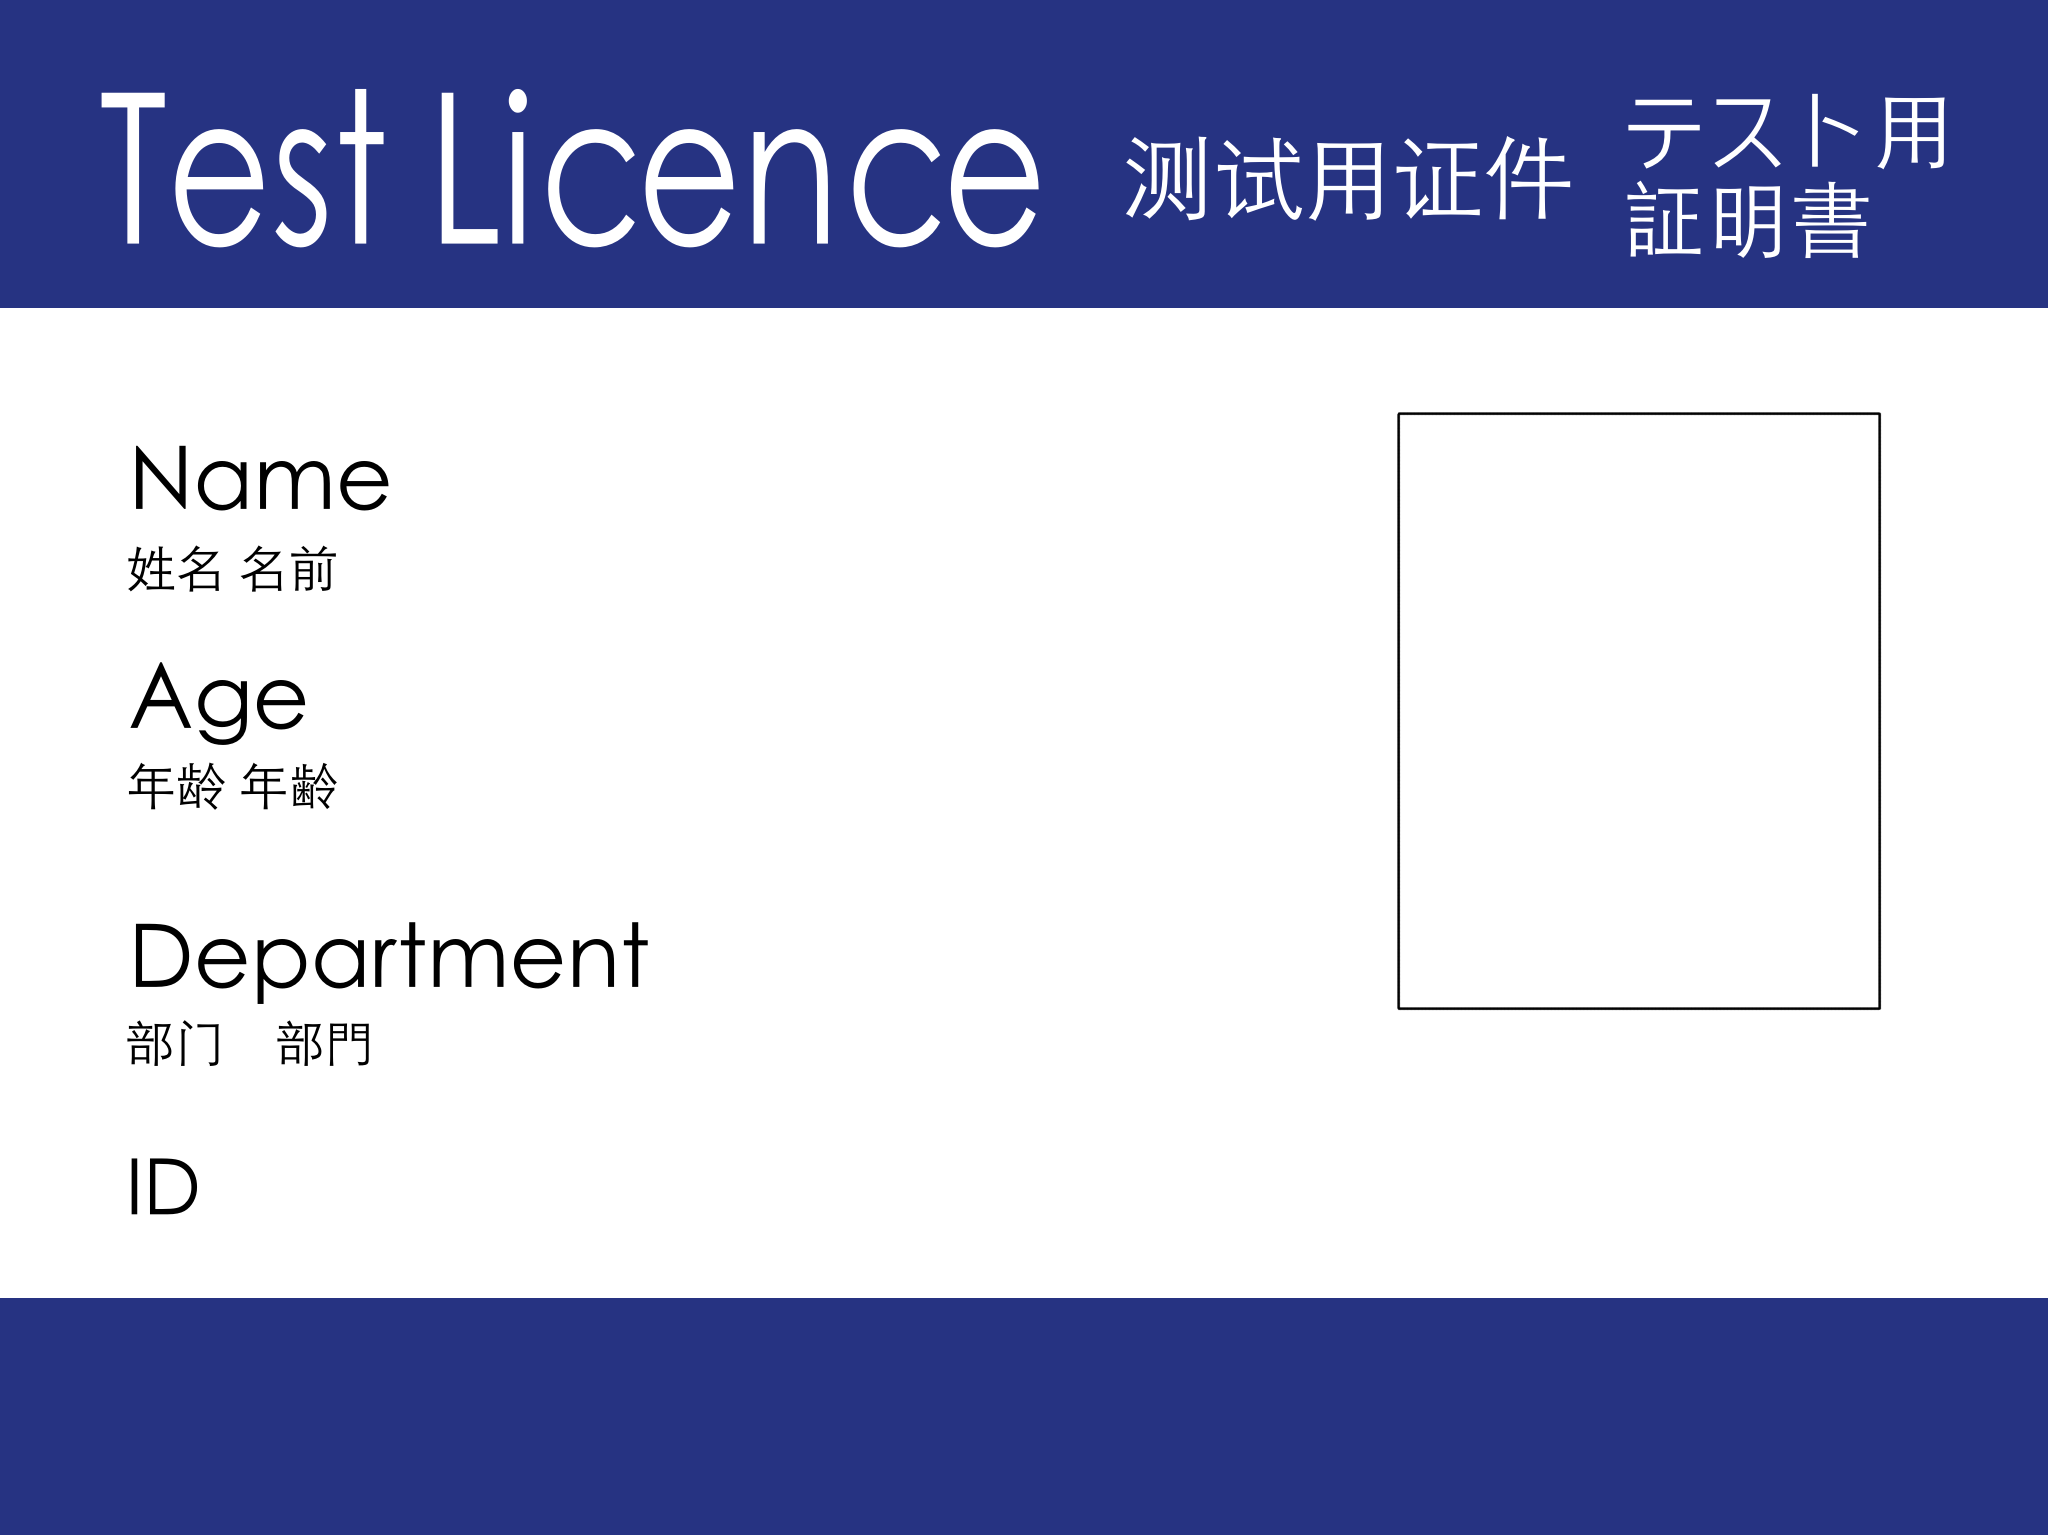 Test Licence 测试用证件 テスト用
証明書
Name
姓名 名前
Age
年龄 年齢
Department
部门 部門
ID